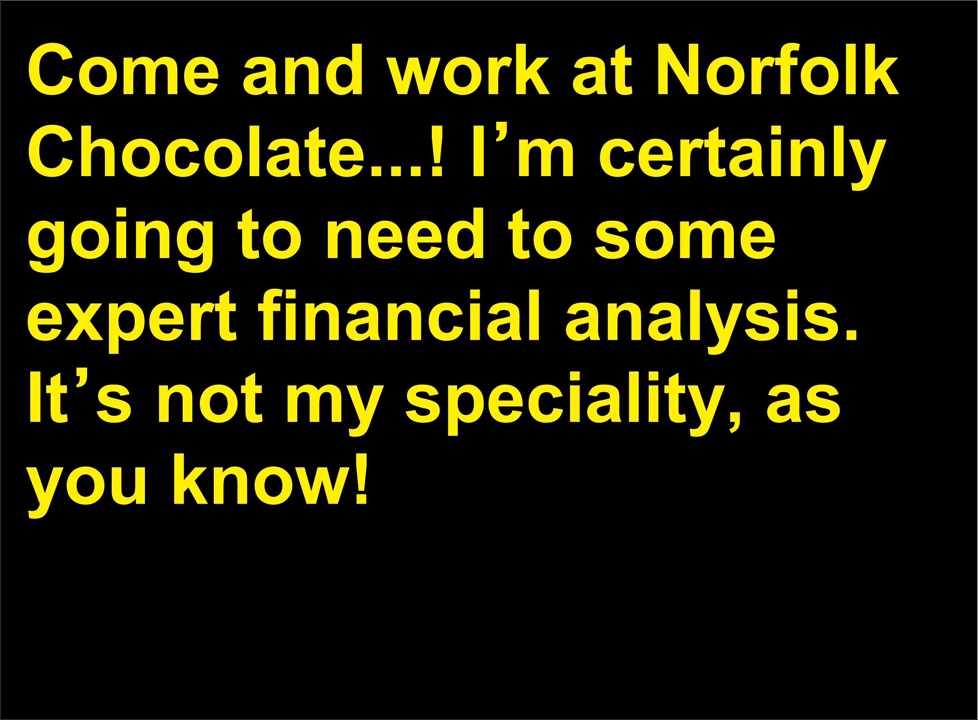 Come and work at Norfolk
Chocolate...! I’m certainly
going to need to some
expert financial analysis.
It’s not my speciality, as
you know!